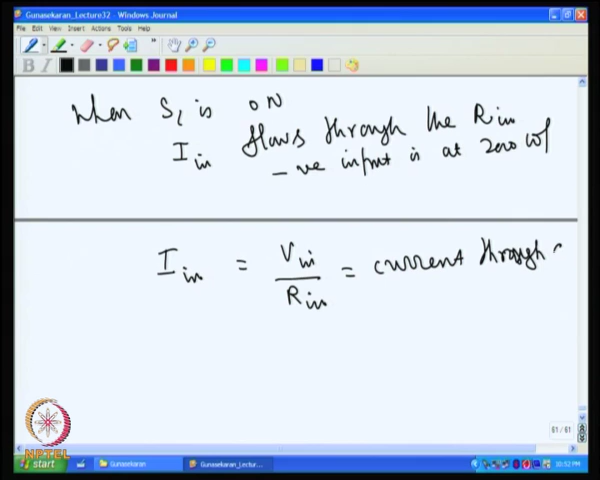 Gunasekaran_Lecture32 - Windows Journal
File Edit View Insert Actions Tools Help
B I
when S1 is ON
Iin flows through the Rin
-ve input is at zero volt
Iin = Vin / Rin = current through
61 / 61
NPTEL
start Gunasekaran Gunasekaran_Lectur... 10:52 PM